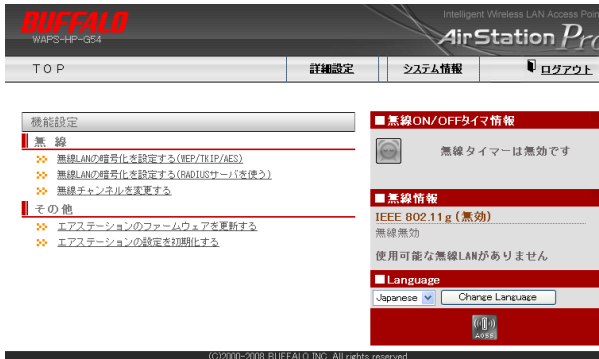 BUFFALO
WAPS-HP-G54
Intelligent Wireless LAN Access Poin
AirStation Pro
TOP
詳細設定
システム情報
ログアウト
機能設定
無 線
無線LANの暗号化を設定する(WEP/TKIP/AES)
無線LANの暗号化を設定する(RADIUSサーバを使う)
無線チャンネルを変更する
その他
エアステーションのファームウェアを更新する
エアステーションの設定を初期化する
■無線ON/OFFタイマ情報
無線タイマーは無効です
■無線情報
IEEE 802.11g (無効)
無線無効
使用可能な無線LANがありません
■Language
Japanese
Change Language
AOSS
(C)2000-2008 BUFFALO INC. All rights reserved